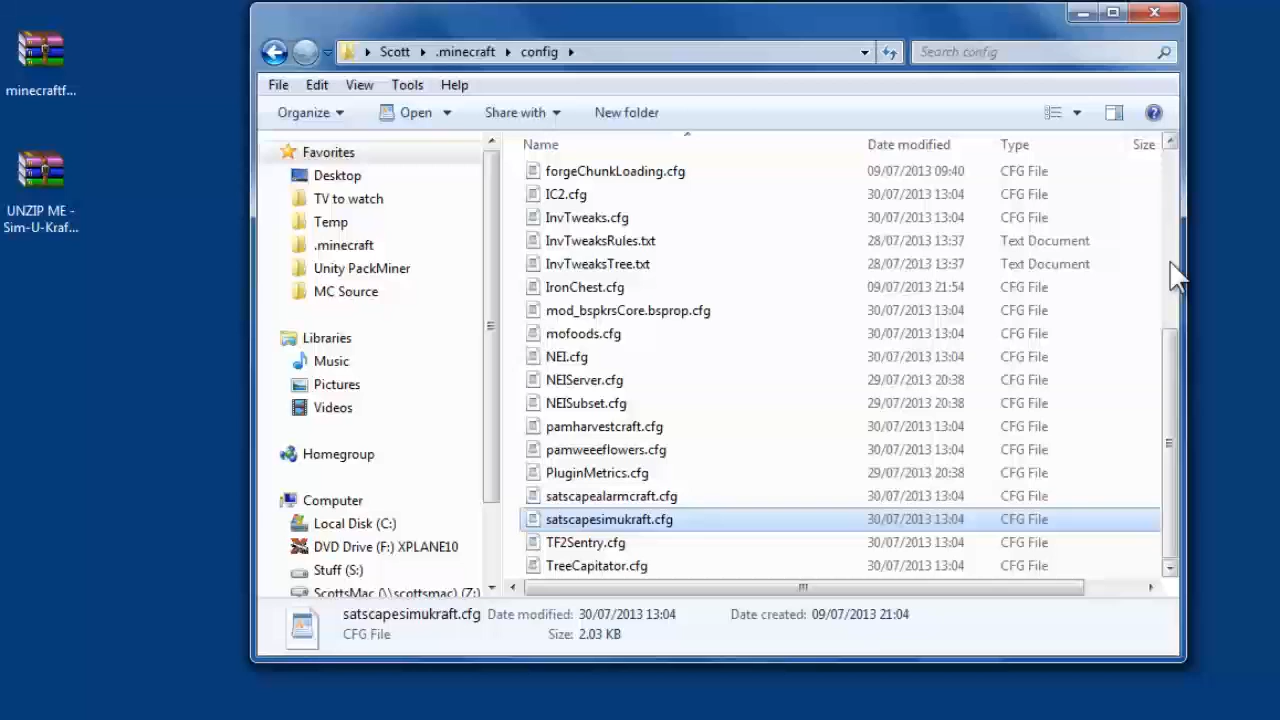 minecraftf...
UNZIP ME -
Sim-U-Kraf...
Scott .minecraft config
Search config
File Edit View Tools Help
Organize Open Share with New folder
Favorites
Desktop
TV to watch
Temp
.minecraft
Unity PackMiner
MC Source
Libraries
Music
Pictures
Videos
Homegroup
Computer
Local Disk (C:)
DVD Drive (F:) XPLANE10
Stuff (S:)
ScottsMac (\\scottsmac) (Z:)
Name Date modified Type Size
forgeChunkLoading.cfg 09/07/2013 09:40 CFG File
IC2.cfg 30/07/2013 13:04 CFG File
InvTweaks.cfg 30/07/2013 13:04 CFG File
InvTweaksRules.txt 28/07/2013 13:37 Text Document
InvTweaksTree.txt 28/07/2013 13:37 Text Document
IronChest.cfg 09/07/2013 21:54 CFG File
mod_bspkrsCore.bsprop.cfg 30/07/2013 13:04 CFG File
mofoods.cfg 30/07/2013 13:04 CFG File
NEI.cfg 30/07/2013 13:04 CFG File
NEIServer.cfg 29/07/2013 20:38 CFG File
NEISubset.cfg 29/07/2013 20:38 CFG File
pamharvestcraft.cfg 30/07/2013 13:04 CFG File
pamweeeflowers.cfg 30/07/2013 13:04 CFG File
PluginMetrics.cfg 29/07/2013 20:38 CFG File
satscapealarmcraft.cfg 30/07/2013 13:04 CFG File
satscapesimukraft.cfg 30/07/2013 13:04 CFG File
TF2Sentry.cfg 30/07/2013 13:04 CFG File
TreeCapitator.cfg 30/07/2013 13:04 CFG File
satscapesimukraft.cfg Date modified: 30/07/2013 13:04 Date created: 09/07/2013 21:04
CFG File Size: 2.03 KB